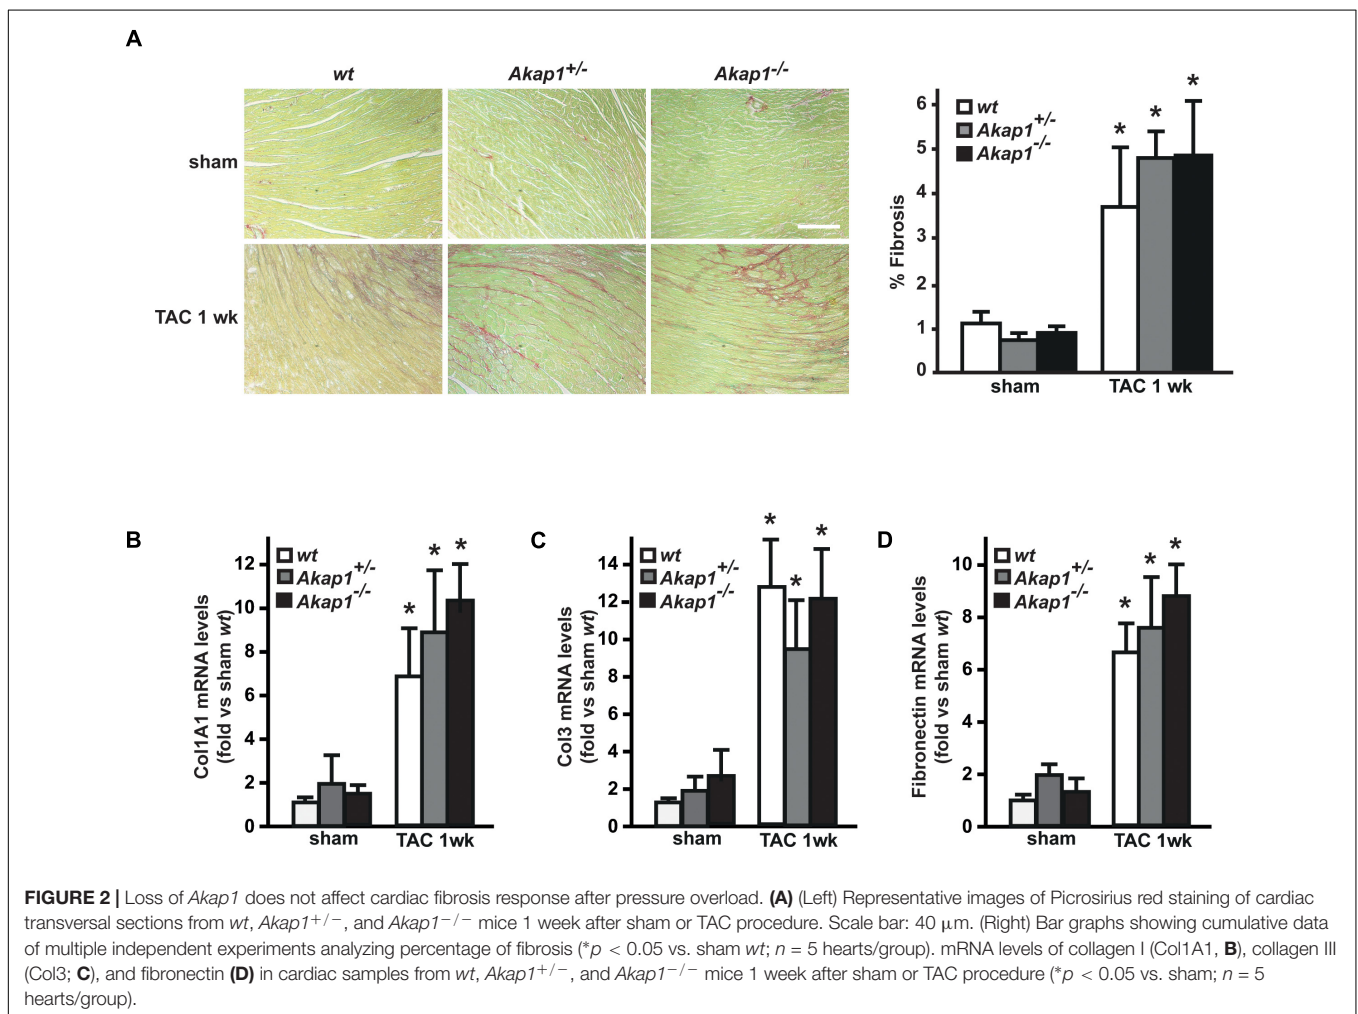 A
wt
Akap1+/-
Akap1-/-
sham
TAC 1 wk
% Fibrosis
6
5
4
3
2
1
0
wt
Akap1+/-
Akap1-/-
*
*
*
sham
TAC 1 wk
B
Col1A1 mRNA levels
(fold vs sham wt)
12
10
8
6
4
2
0
wt
Akap1+/-
Akap1-/-
*
*
*
sham
TAC 1wk
C
Col3 mRNA levels
(fold vs sham wt)
14
12
10
8
6
4
2
0
wt
Akap1+/-
Akap1-/-
*
*
*
sham
TAC 1wk
D
Fibronectin mRNA levels
(fold vs sham wt)
10
8
6
4
2
0
wt
Akap1+/-
Akap1-/-
*
*
*
sham
TAC 1wk
FIGURE 2 | Loss of Akap1 does not affect cardiac fibrosis response after pressure overload. (A) (Left) Representative images of Picrosirius red staining of cardiac
transversal sections from wt, Akap1+/−, and Akap1−/− mice 1 week after sham or TAC procedure. Scale bar: 40 μm. (Right) Bar graphs showing cumulative data
of multiple independent experiments analyzing percentage of fibrosis (*p < 0.05 vs. sham wt; n = 5 hearts/group). mRNA levels of collagen I (Col1A1, B), collagen III
(Col3; C), and fibronectin (D) in cardiac samples from wt, Akap1+/−, and Akap1−/− mice 1 week after sham or TAC procedure (*p < 0.05 vs. sham; n = 5
hearts/group).